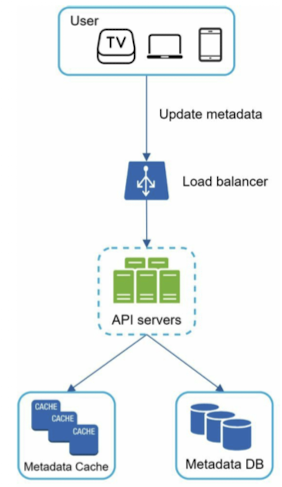 User
TV
Update metadata
Load balancer
API servers
CACHE
CACHE
CACHE
Metadata Cache
Metadata DB